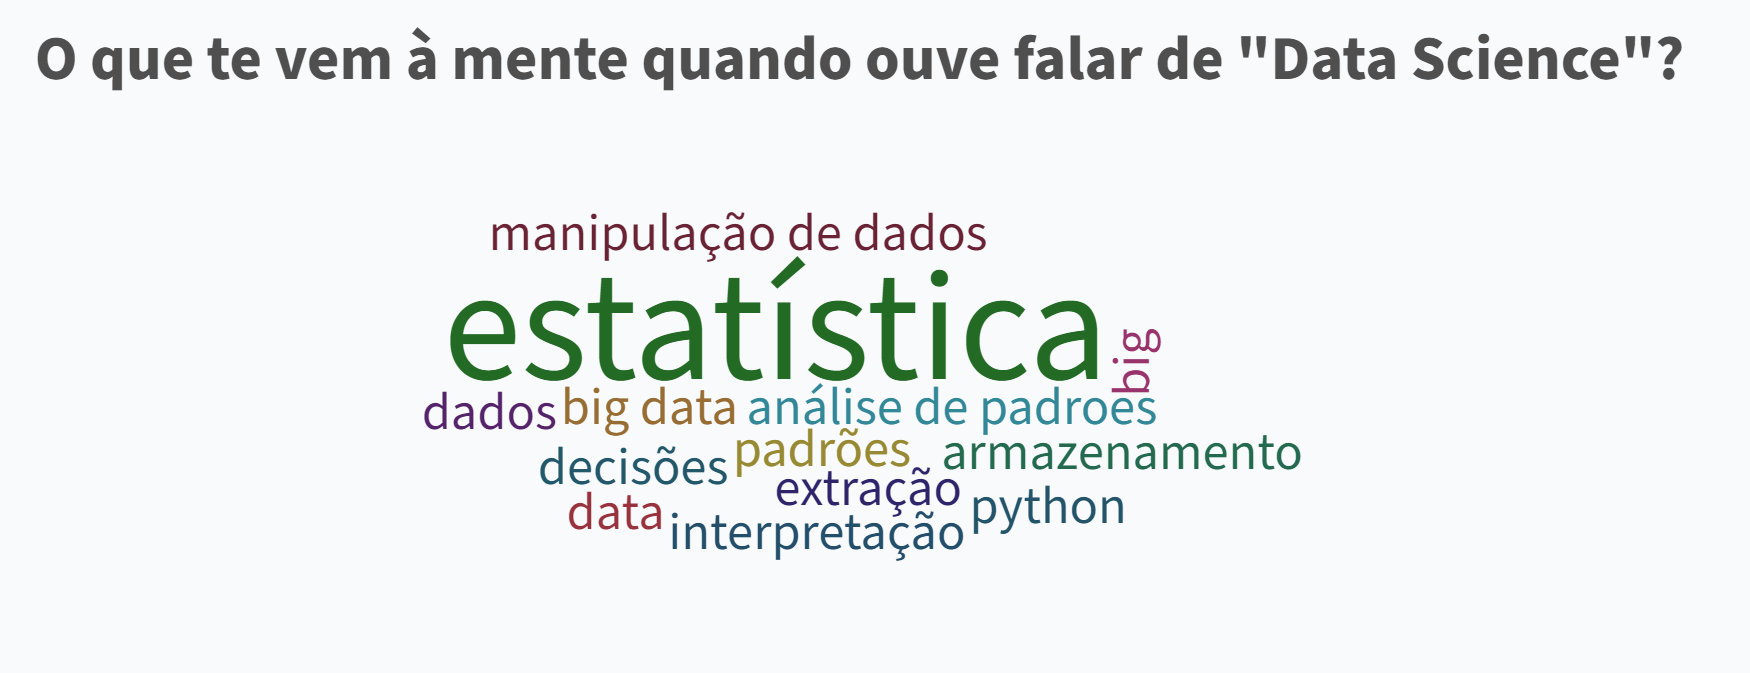 O que te vem à mente quando ouve falar de "Data Science"?
manipulação de dados
estatística
big
dados
big data
análise de padroes
decisões
padrões
armazenamento
extração
data
interpretação
python